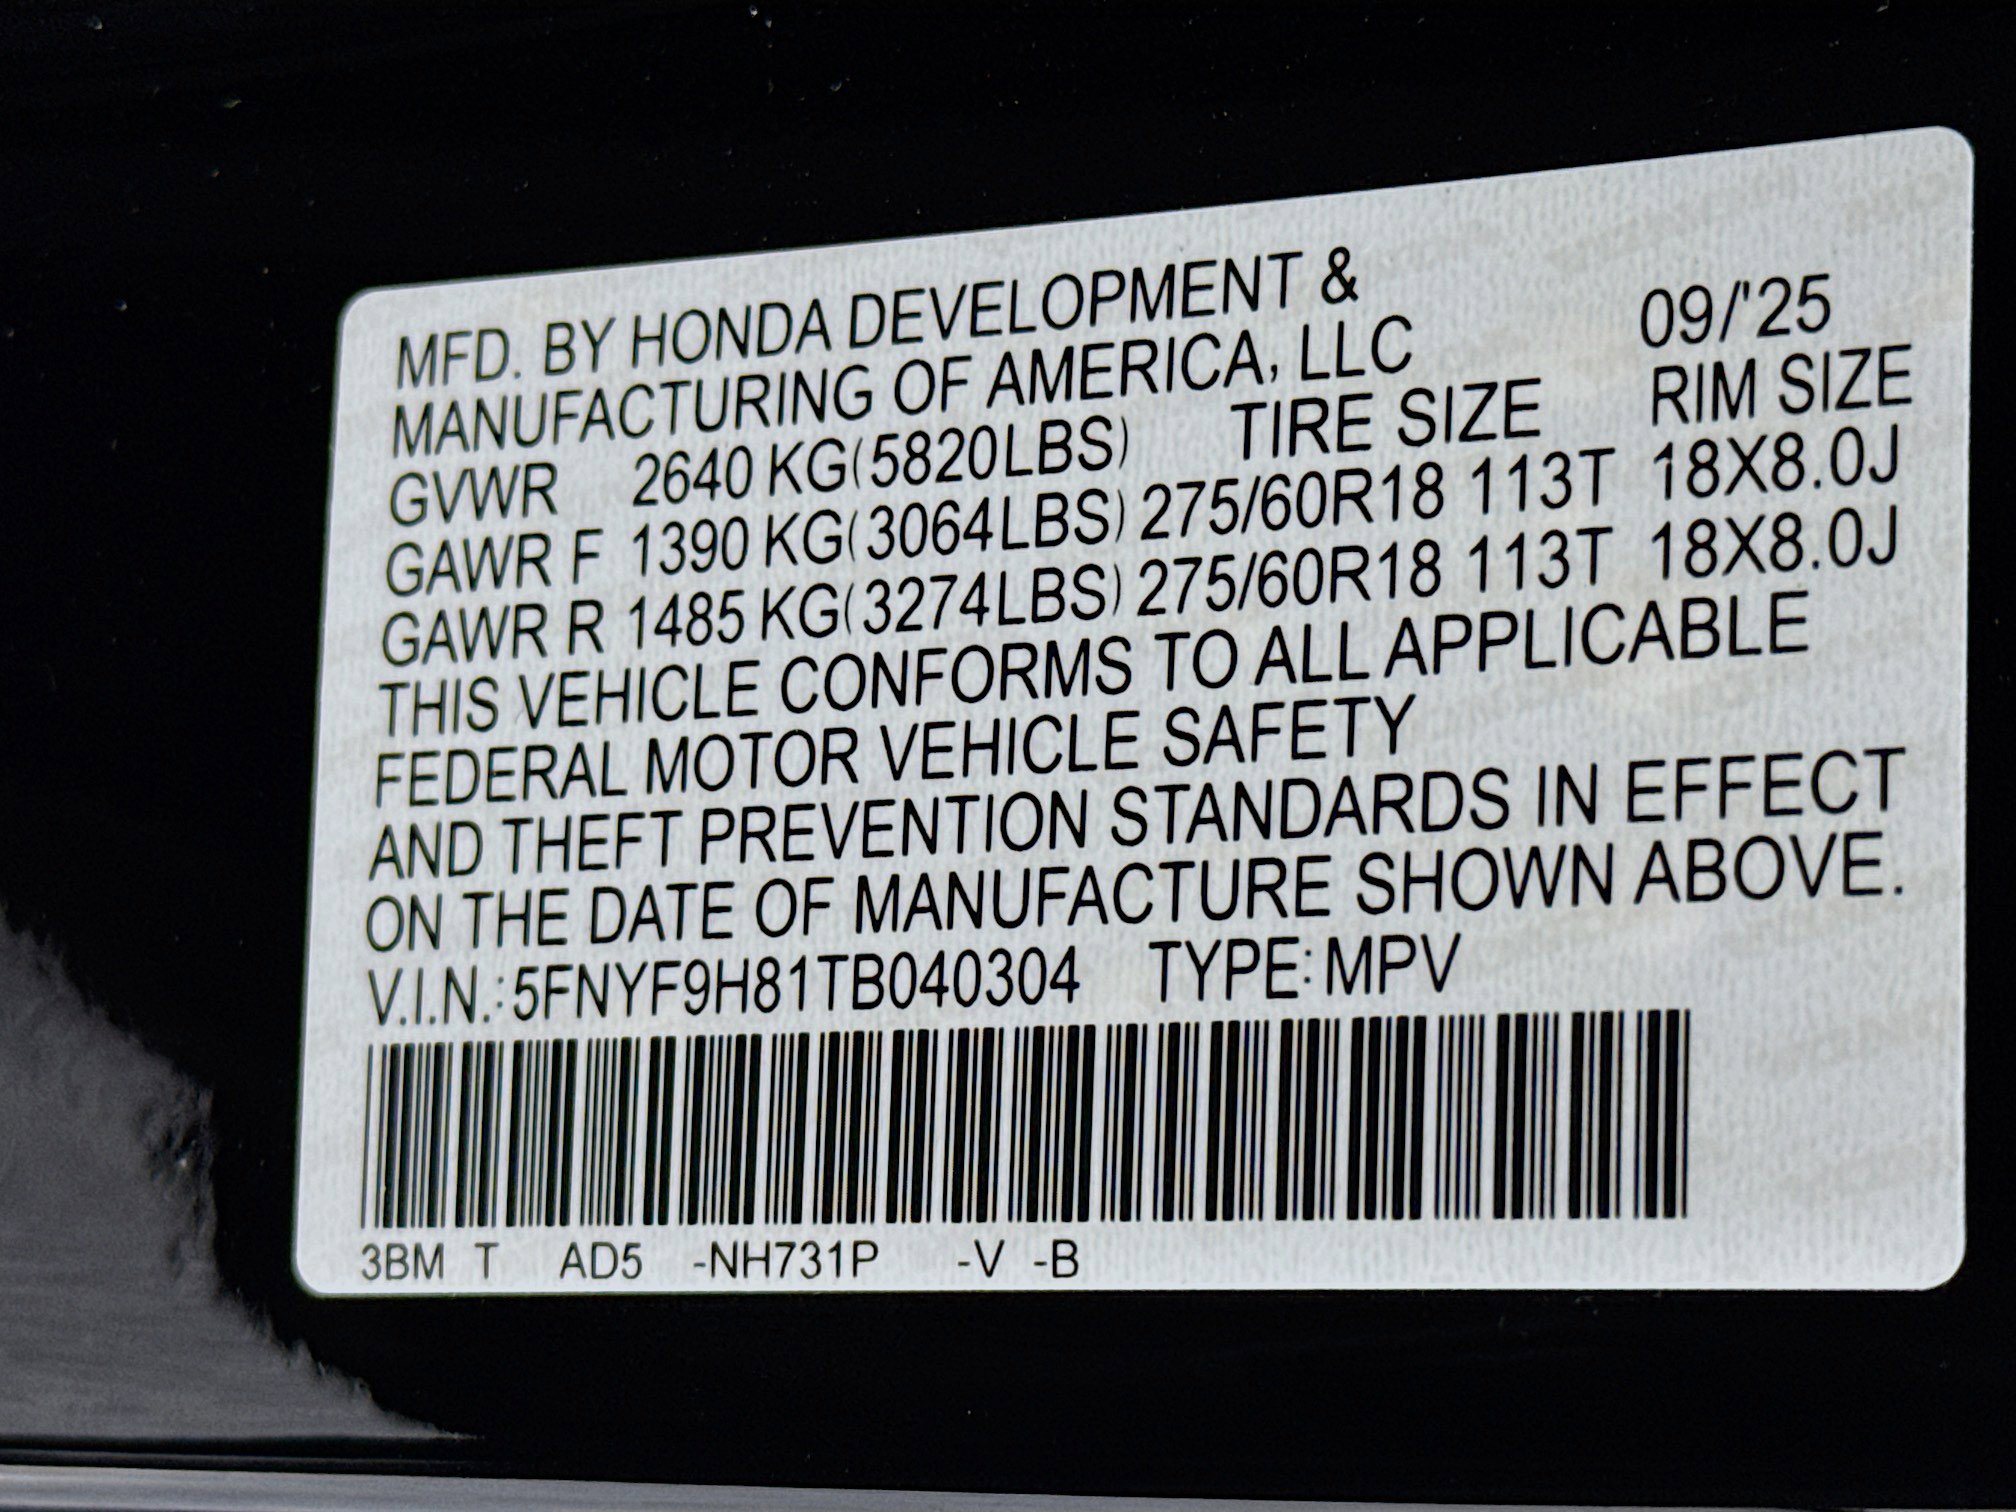 MFD. BY HONDA DEVELOPMENT &
MANUFACTURING OF AMERICA, LLC 09/'25
GVWR 2640 KG(5820LBS) TIRE SIZE RIM SIZE
GAWR F 1390 KG(3064LBS) 275/60R18 113T 18X8.0J
GAWR R 1485 KG(3274LBS) 275/60R18 113T 18X8.0J
THIS VEHICLE CONFORMS TO ALL APPLICABLE
FEDERAL MOTOR VEHICLE SAFETY
AND THEFT PREVENTION STANDARDS IN EFFECT
ON THE DATE OF MANUFACTURE SHOWN ABOVE.
V.I.N.:5FNYF9H81TB040304 TYPE:MPV
3BM T AD5 -NH731P -V -B